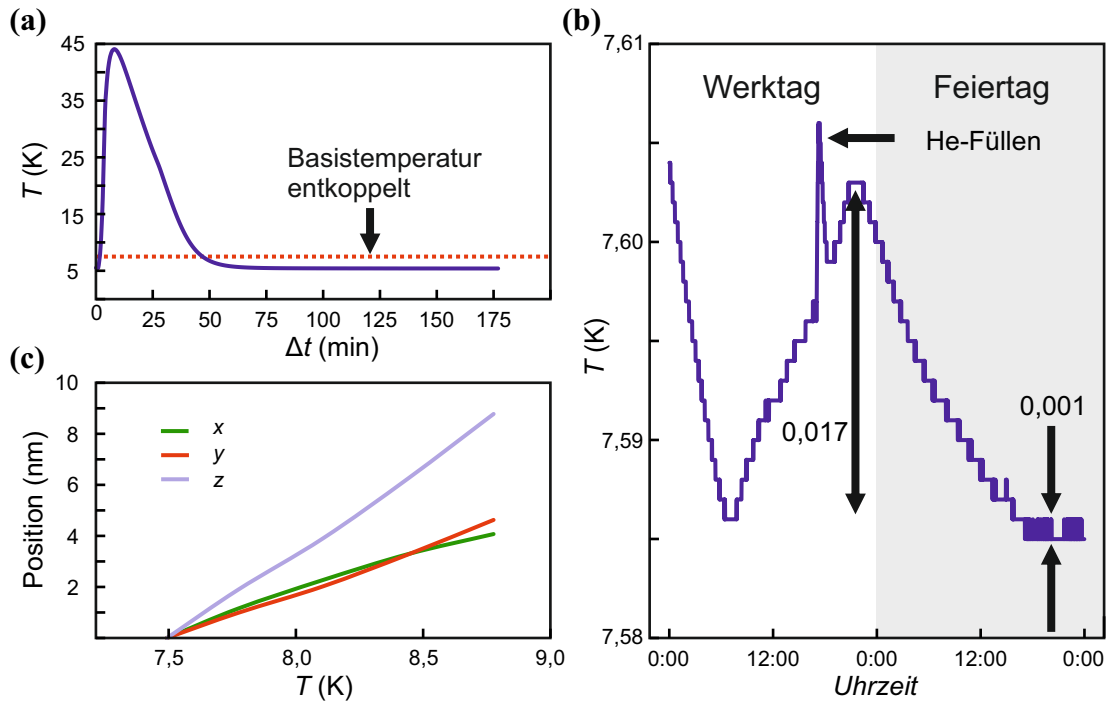 (a)
45
35
25
15
5
T (K)
Basistemperatur
entkoppelt
0
25
50
75
100
125
150
175
Δt (min)
(b)
7,61
7,60
7,59
7,58
T (K)
Werktag
Feiertag
He-Füllen
0,017
0,001
0:00
12:00
0:00
12:00
0:00
Uhrzeit
(c)
10
8
6
4
2
Position (nm)
x
y
z
7,5
8,0
8,5
9,0
T (K)